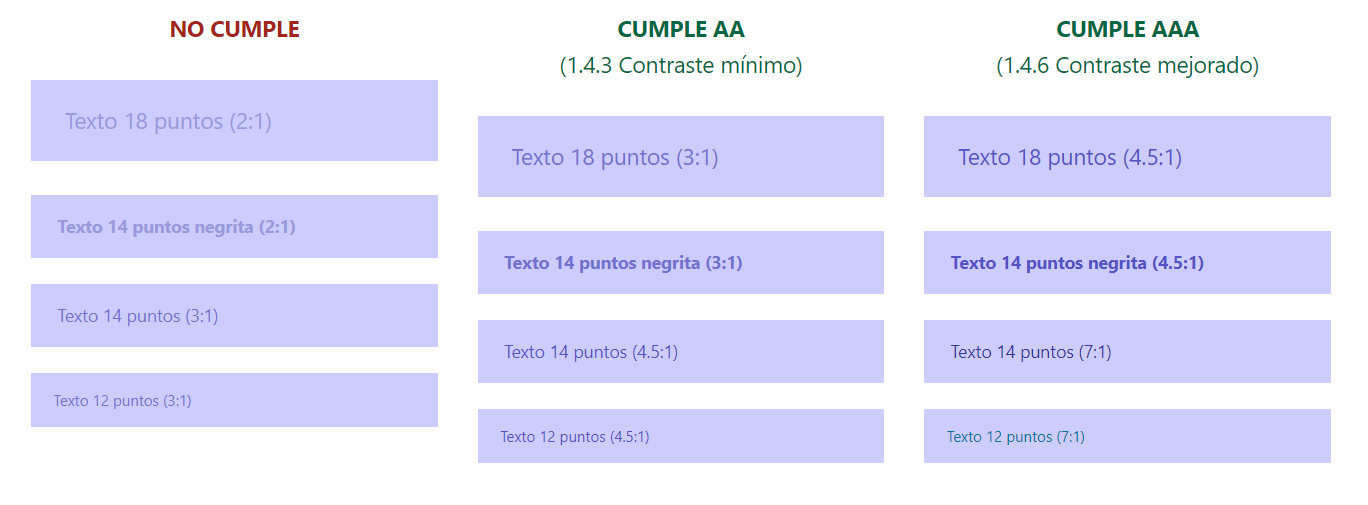 NO CUMPLE
Texto 18 puntos (2:1)
Texto 14 puntos negrita (2:1)
Texto 14 puntos (3:1)
Texto 12 puntos (3:1)
CUMPLE AA
(1.4.3 Contraste mínimo)
Texto 18 puntos (3:1)
Texto 14 puntos negrita (3:1)
Texto 14 puntos (4.5:1)
Texto 12 puntos (4.5:1)
CUMPLE AAA
(1.4.6 Contraste mejorado)
Texto 18 puntos (4.5:1)
Texto 14 puntos negrita (4.5:1)
Texto 14 puntos (7:1)
Texto 12 puntos (7:1)